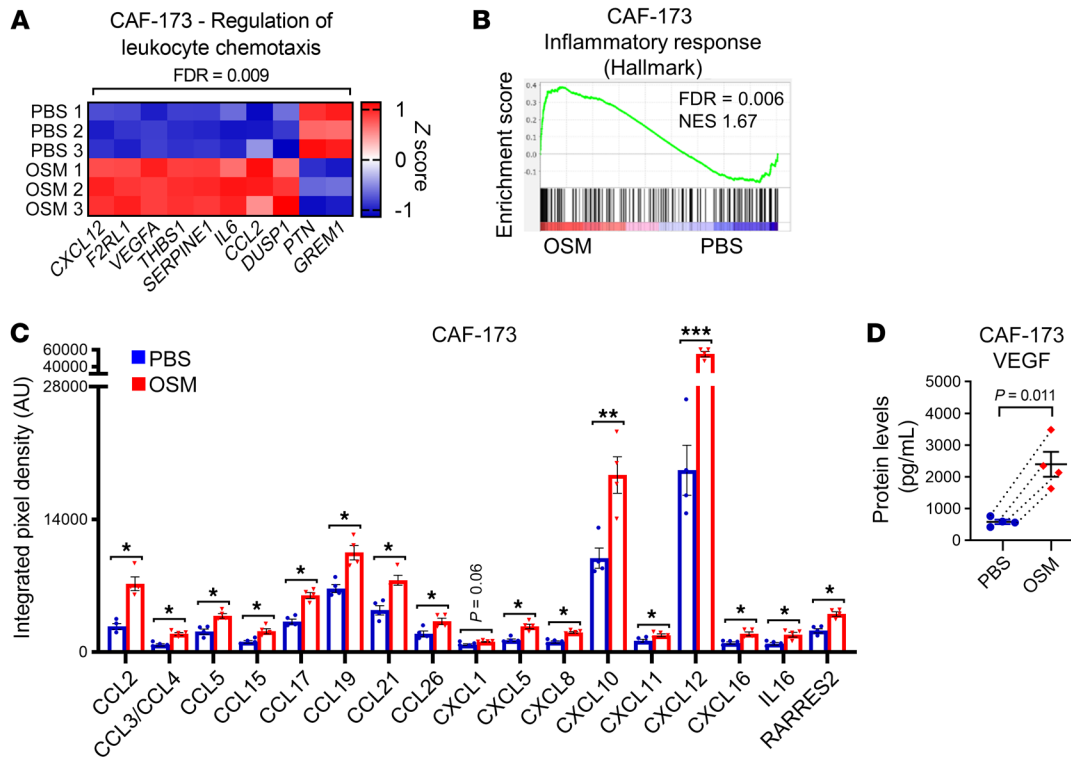 A
CAF-173 - Regulation of
leukocyte chemotaxis
FDR = 0.009
PBS 1
PBS 2
PBS 3
OSM 1
OSM 2
OSM 3
1
0
-1
Z score
CXCL12
F2RL1
VEGFA
THBS1
SERPINE1
IL6
CCL2
DUSP1
PTN
GREM1
B
CAF-173
Inflammatory response
(Hallmark)
Enrichment score
0.4
0.3
0.2
0.1
0.0
-0.1
FDR = 0.006
NES 1.67
OSM
PBS
C
CAF-173
Integrated pixel density (AU)
60000
40000
28000
14000
0
PBS
OSM
*
*
*
*
*
*
*
*
P = 0.06
*
*
**
*
***
*
*
*
CCL2
CCL3/CCL4
CCL5
CCL15
CCL17
CCL19
CCL21
CCL26
CXCL1
CXCL5
CXCL8
CXCL10
CXCL11
CXCL12
CXCL16
IL16
RARRES2
D
CAF-173
VEGF
Protein levels
(pg/mL)
5000
4000
3000
2000
1000
0
P = 0.011
PBS
OSM